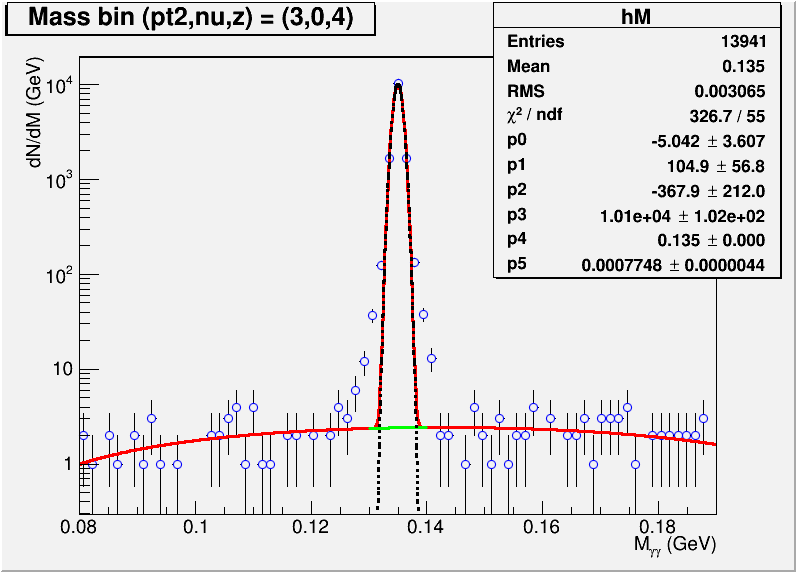 Mass bin (pt2,nu,z) = (3,0,4)
hM
Entries 13941
Mean 0.135
RMS 0.003065
χ² / ndf 326.7 / 55
p0 -5.042 ± 3.607
p1 104.9 ± 56.8
p2 -367.9 ± 212.0
p3 1.01e+04 ± 1.02e+02
p4 0.135 ± 0.000
p5 0.0007748 ± 0.0000044
dN/dM (GeV)
10⁴
10³
10²
10
1
0.08 0.1 0.12 0.14 0.16 0.18
Mγγ (GeV)